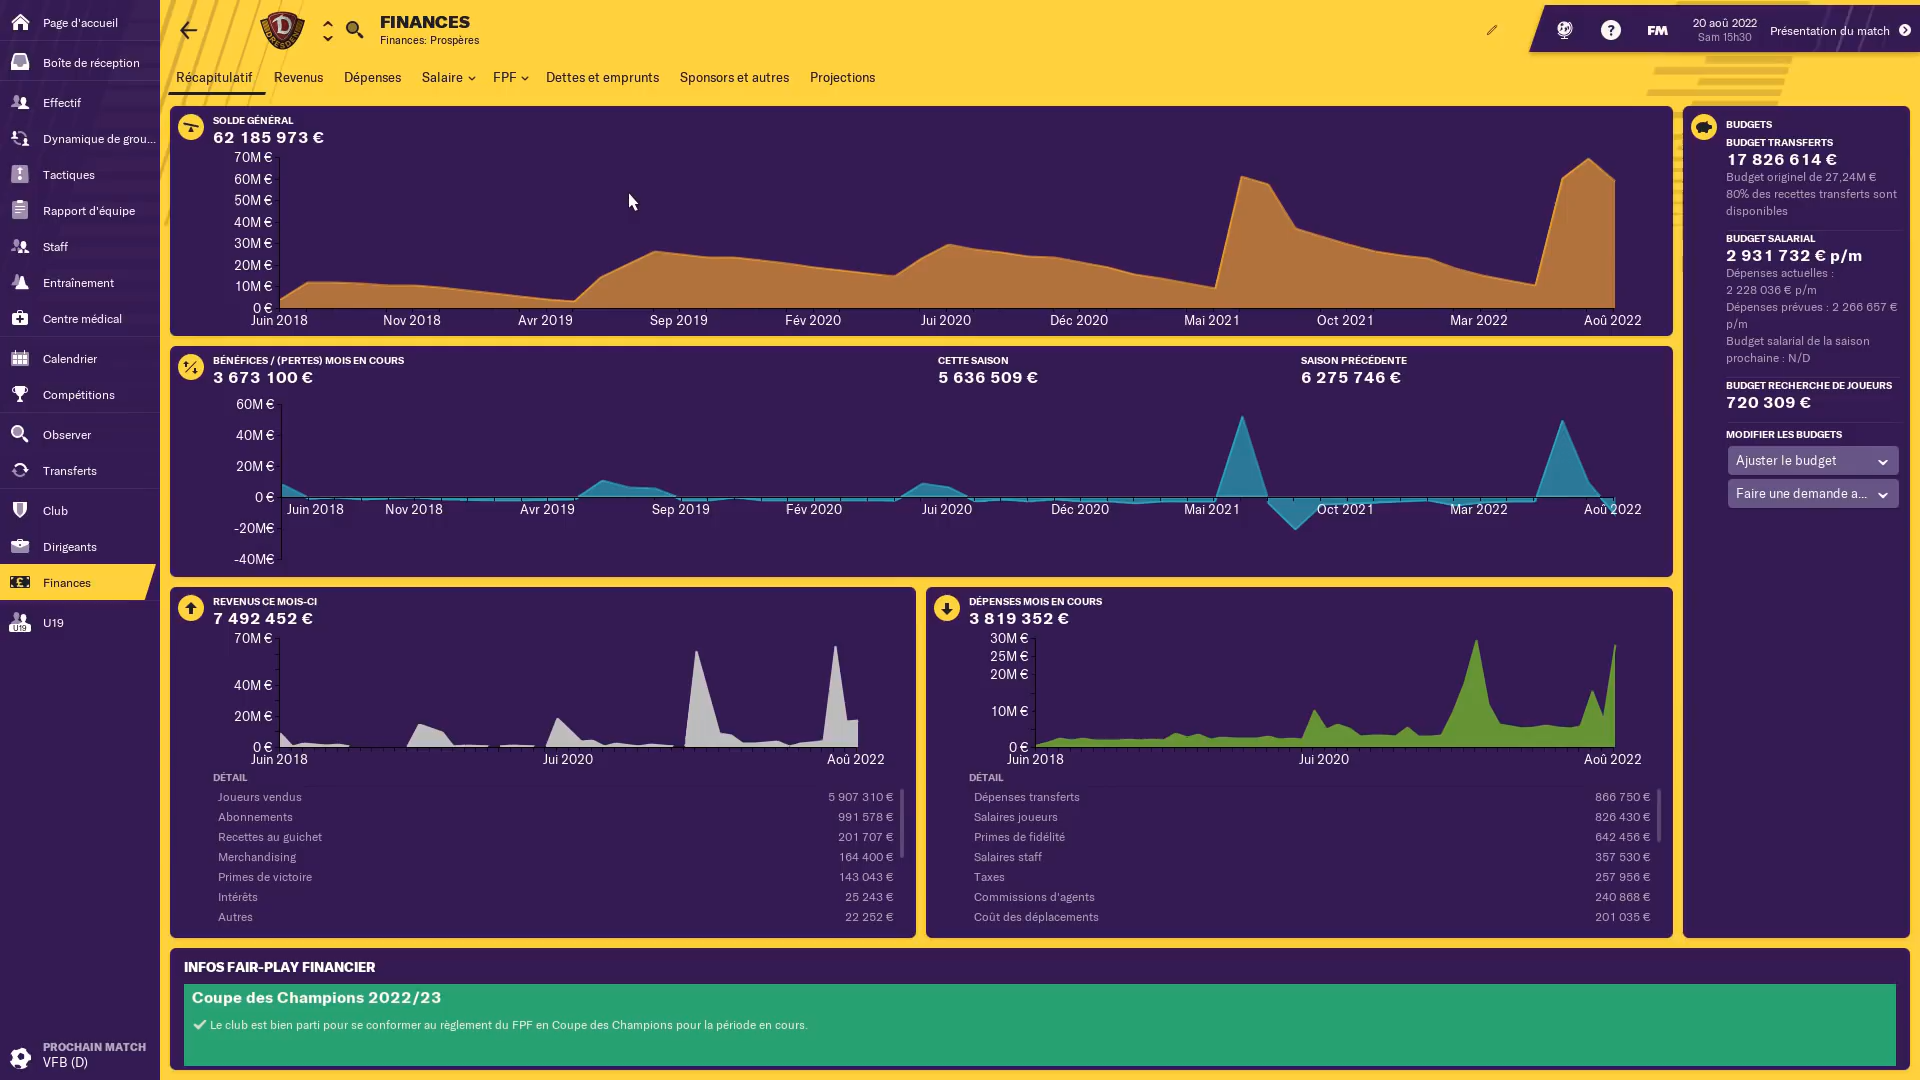 Page d'accueil
Boîte de réception
Effectif
Dynamique de grou...
Tactiques
Rapport d'équipe
Staff
Entraînement
Centre médical
Calendrier
Compétitions
Observer
Transferts
Club
Dirigeants
Finances
U19
U19
PROCHAIN MATCH
VFB (D)
FINANCES
Finances: Prospères
D
DRESDEN
FM
20 aoû 2022
Sam 15h30
Présentation du match
Récapitulatif Revenus Dépenses Salaire FPF Dettes et emprunts Sponsors et autres Projections
SOLDE GÉNÉRAL
62 185 973 €
70M €
60M €
50M €
40M €
30M €
20M €
10M €
0 €
Juin 2018 Nov 2018 Avr 2019 Sep 2019 Fév 2020 Jui 2020 Déc 2020 Mai 2021 Oct 2021 Mar 2022 Aoû 2022
BÉNÉFICES / (PERTES) MOIS EN COURS
3 673 100 €
CETTE SAISON
5 636 509 €
SAISON PRÉCÉDENTE
6 275 746 €
60M €
40M €
20M €
0 €
-20M€
-40M€
Juin 2018 Nov 2018 Avr 2019 Sep 2019 Fév 2020 Jui 2020 Déc 2020 Mai 2021 Oct 2021 Mar 2022 Aoû 2022
REVENUS CE MOIS-CI
7 492 452 €
70M €
40M €
20M €
0 €
Juin 2018 Jui 2020 Aoû 2022
DÉTAIL
Joueurs vendus 5 907 310 €
Abonnements 991 578 €
Recettes au guichet 201 707 €
Merchandising 164 400 €
Primes de victoire 143 043 €
Intérêts 25 243 €
Autres 22 252 €
DÉPENSES MOIS EN COURS
3 819 352 €
30M €
25M €
20M €
10M €
0 €
Juin 2018 Jui 2020 Aoû 2022
DÉTAIL
Dépenses transferts 866 750 €
Salaires joueurs 826 430 €
Primes de fidélité 642 456 €
Salaires staff 357 530 €
Taxes 257 956 €
Commissions d'agents 240 868 €
Coût des déplacements 201 035 €
BUDGETS
BUDGET TRANSFERTS
17 826 614 €
Budget originel de 27,24M €
80% des recettes transferts sont
disponibles
BUDGET SALARIAL
2 931 732 € p/m
Dépenses actuelles :
2 228 036 € p/m
Dépenses prévues : 2 266 657 €
p/m
Budget salarial de la saison
prochaine : N/D
BUDGET RECHERCHE DE JOUEURS
720 309 €
MODIFIER LES BUDGETS
Ajuster le budget
Faire une demande a...
INFOS FAIR-PLAY FINANCIER
Coupe des Champions 2022/23
Le club est bien parti pour se conformer au règlement du FPF en Coupe des Champions pour la période en cours.